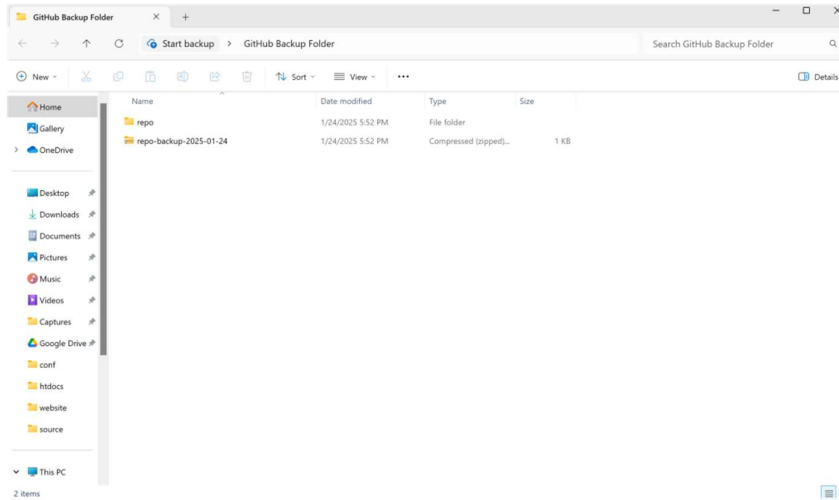 GitHub Backup Folder
Start backup > GitHub Backup Folder
Search GitHub Backup Folder
New
Sort
View
Details
Name Date modified Type Size
repo 1/24/2025 5:52 PM File folder
repo-backup-2025-01-24 1/24/2025 5:52 PM Compressed (zipped)... 1 KB
Home
Gallery
OneDrive
Desktop
Downloads
Documents
Pictures
Music
Videos
Captures
Google Drive
conf
htdocs
website
source
This PC
2 items